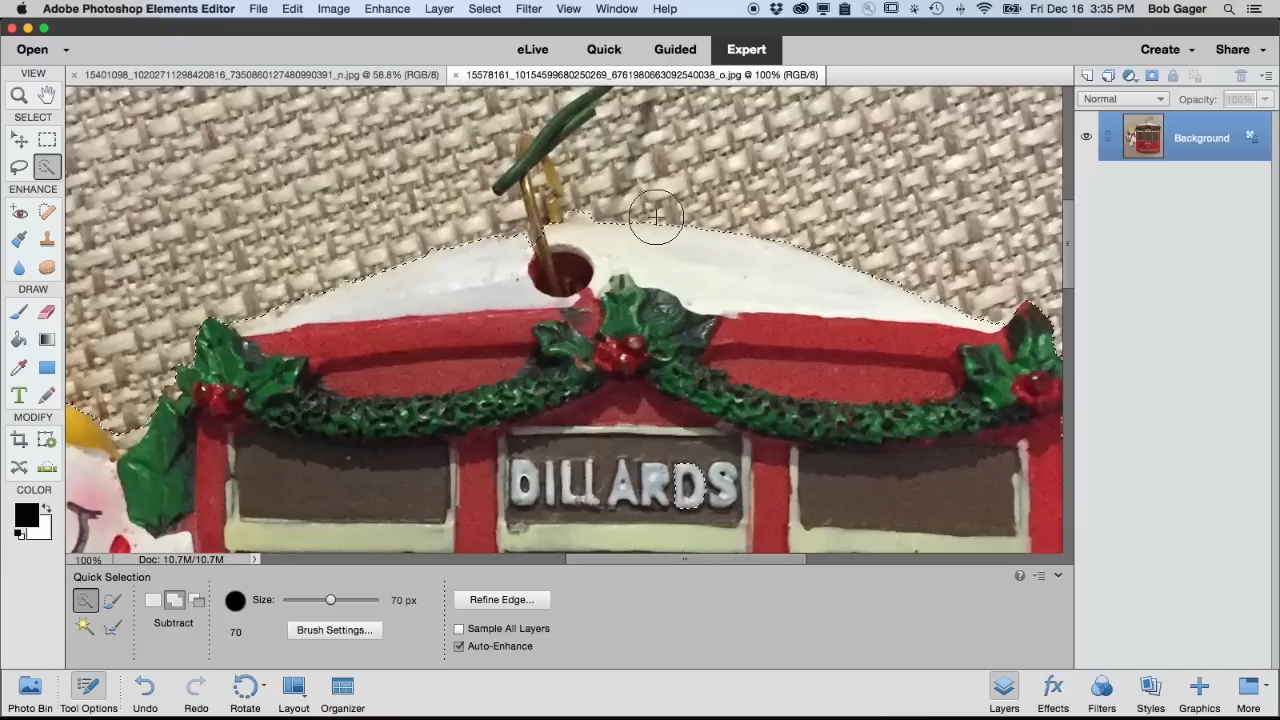 Adobe Photoshop Elements Editor File Edit Image Enhance Layer Select Filter View Window Help Fri Dec 16 3:35 PM Bob Gager
Open eLive Quick Guided Expert Create Share
VIEW × 15401098_10202711298420816_7350860127480990391_n.jpg @ 58.8% (RGB/8) × 15578161_10154599680250269_6761980663092540038_o.jpg @ 100% (RGB/8)
Normal Opacity: 100%
SELECT
Background
ENHANCE
DRAW
T
MODIFY
DILLARDS
COLOR
100% Doc: 10.7M/10.7M
Quick Selection
Size: 70 px Refine Edge...
Subtract
70 Brush Settings... Sample All Layers
Auto-Enhance
Photo Bin Tool Options Undo Redo Rotate Layout Organizer Layers fx Effects Filters Styles Graphics More